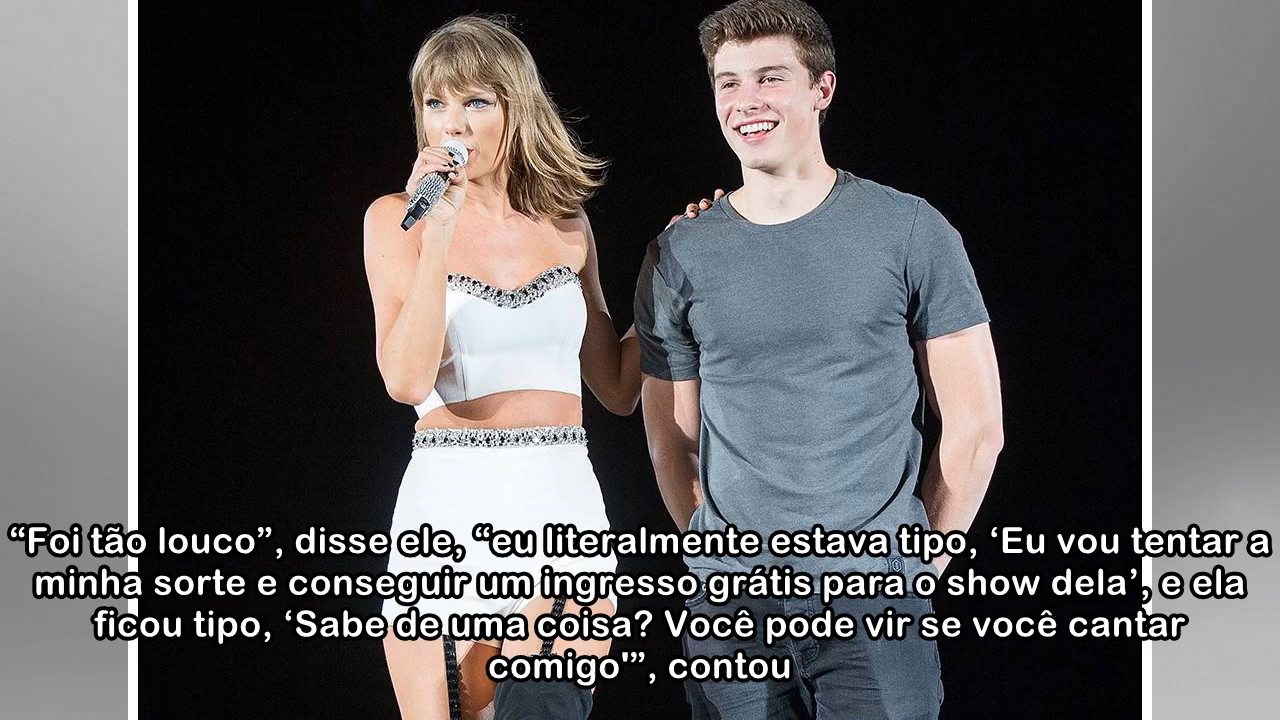 “Foi tão louco”, disse ele, “eu literalmente estava tipo, ‘Eu vou tentar a
minha sorte e conseguir um ingresso grátis para o show dela’, e ela
ficou tipo, ‘Sabe de uma coisa? Você pode vir se você cantar
comigo'”, contou